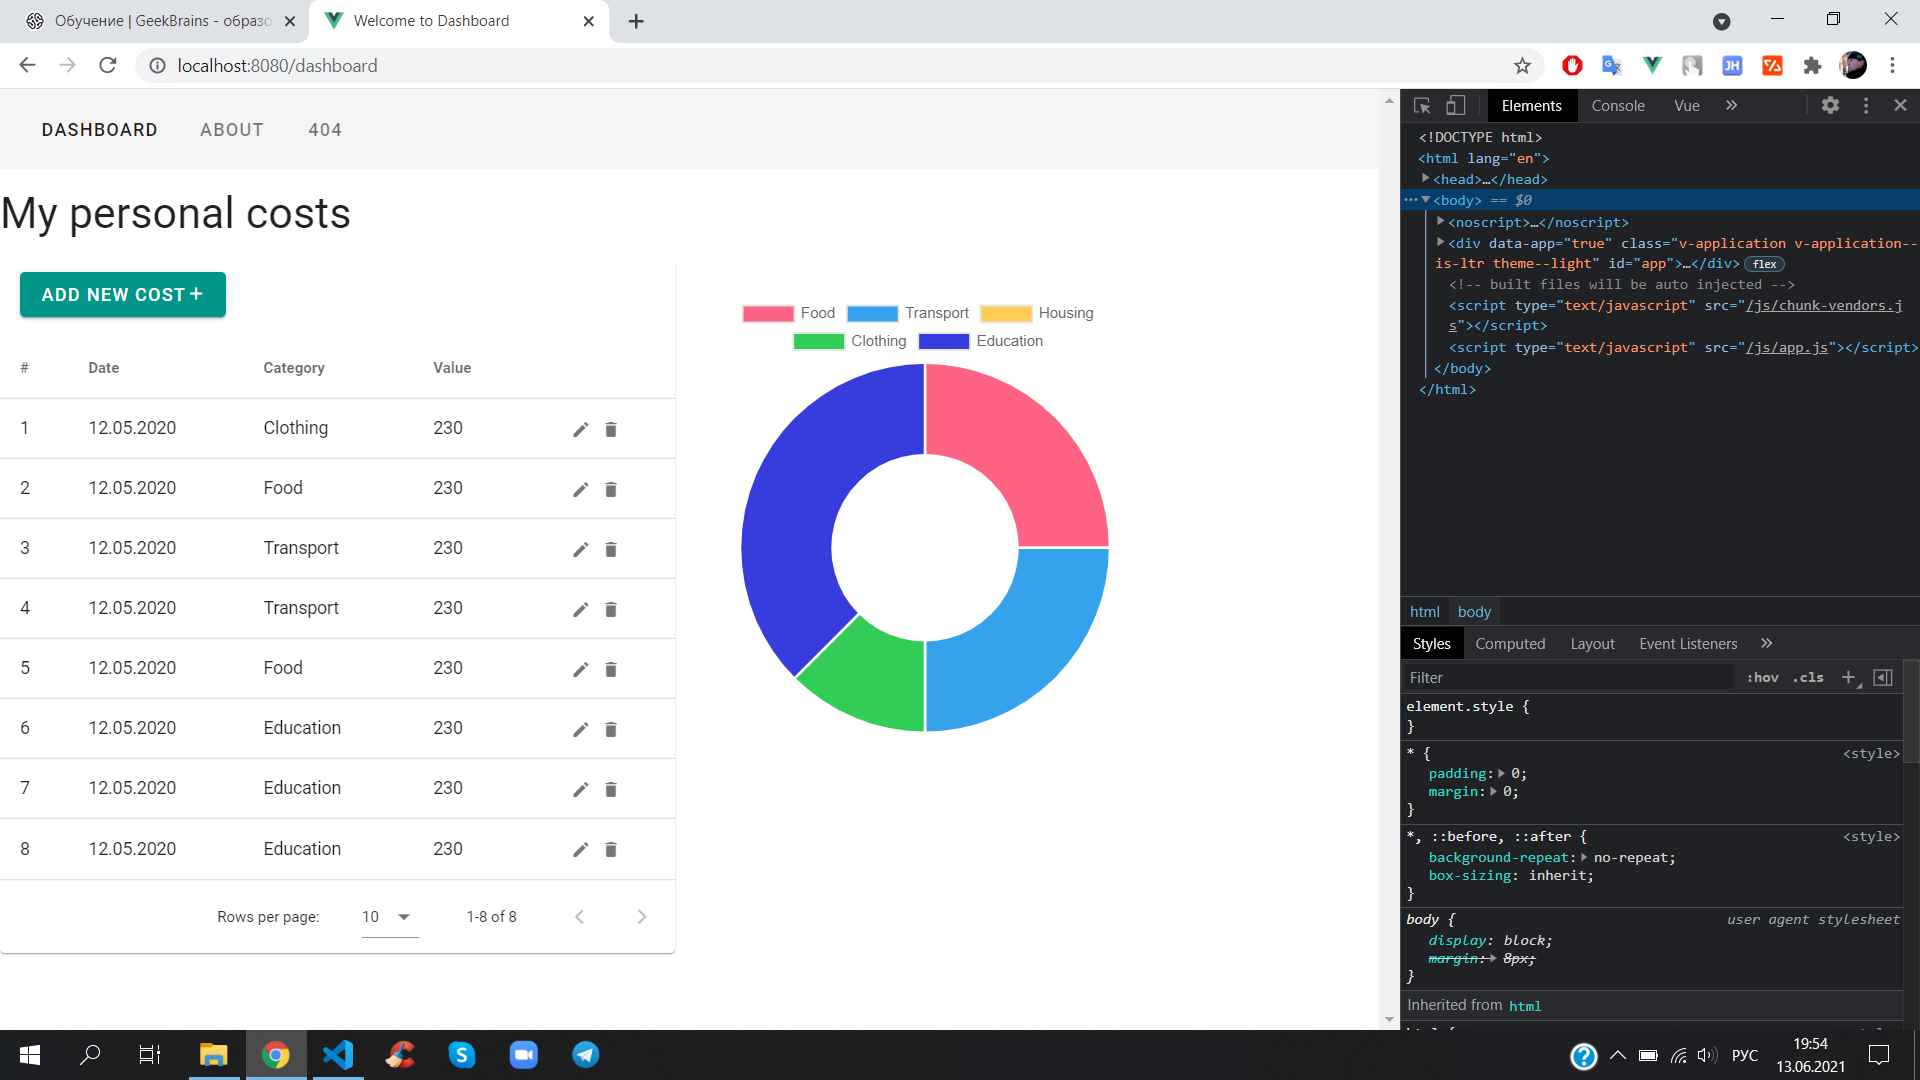 Обучение | GeekBrains - образо
Welcome to Dashboard
localhost:8080/dashboard
JH
DASHBOARD
ABOUT
404
My personal costs
ADD NEW COST +
# Date Category Value
1 12.05.2020 Clothing 230
2 12.05.2020 Food 230
3 12.05.2020 Transport 230
4 12.05.2020 Transport 230
5 12.05.2020 Food 230
6 12.05.2020 Education 230
7 12.05.2020 Education 230
8 12.05.2020 Education 230
Rows per page: 10 1-8 of 8
Food Transport Housing
Clothing Education
Elements Console Vue »
<!DOCTYPE html>
<html lang="en">
<head>…</head>
<body> == $0
<noscript>…</noscript>
<div data-app="true" class="v-application v-application--
is-ltr theme--light" id="app">…</div> flex
<!-- built files will be auto injected -->
<script type="text/javascript" src="/js/chunk-vendors.j
s"></script>
<script type="text/javascript" src="/js/app.js"></script>
</body>
</html>
html body
Styles Computed Layout Event Listeners »
Filter :hov .cls +
element.style {
}
* { <style>
padding: 0;
margin: 0;
}
*, ::before, ::after { <style>
background-repeat: no-repeat;
box-sizing: inherit;
}
body { user agent stylesheet
display: block;
margin: 8px;
}
Inherited from html
РУС
19:54
13.06.2021